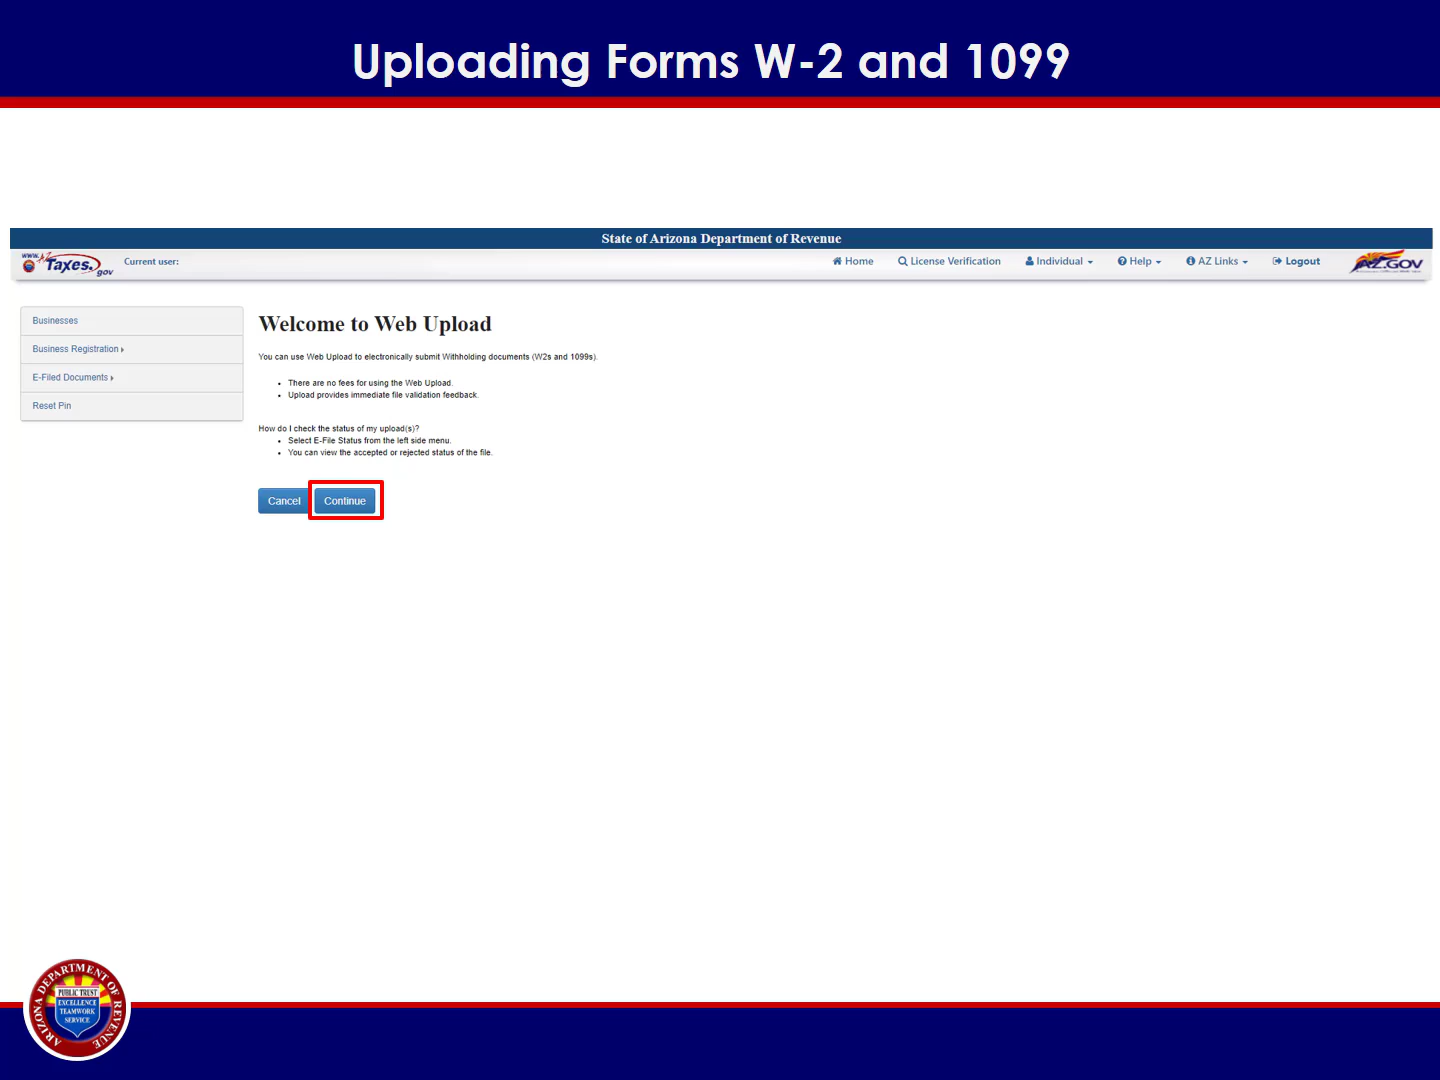 Uploading Forms W-2 and 1099
State of Arizona Department of Revenue
www.AZTaxes.gov
Current user:
Home
License Verification
Individual
Help
AZ Links
Logout
AZ.GOV
Businesses
Business Registration
E-Filed Documents
Reset Pin
Welcome to Web Upload
You can use Web Upload to electronically submit Withholding documents (W2s and 1099s).
• There are no fees for using the Web Upload.
• Upload provides immediate file validation feedback.
How do I check the status of my upload(s)?
• Select E-File Status from the left side menu.
• You can view the accepted or rejected status of the file.
Cancel
Continue
ARIZONA DEPARTMENT OF REVENUE
PUBLIC TRUST
EXCELLENCE
TEAMWORK
SERVICE